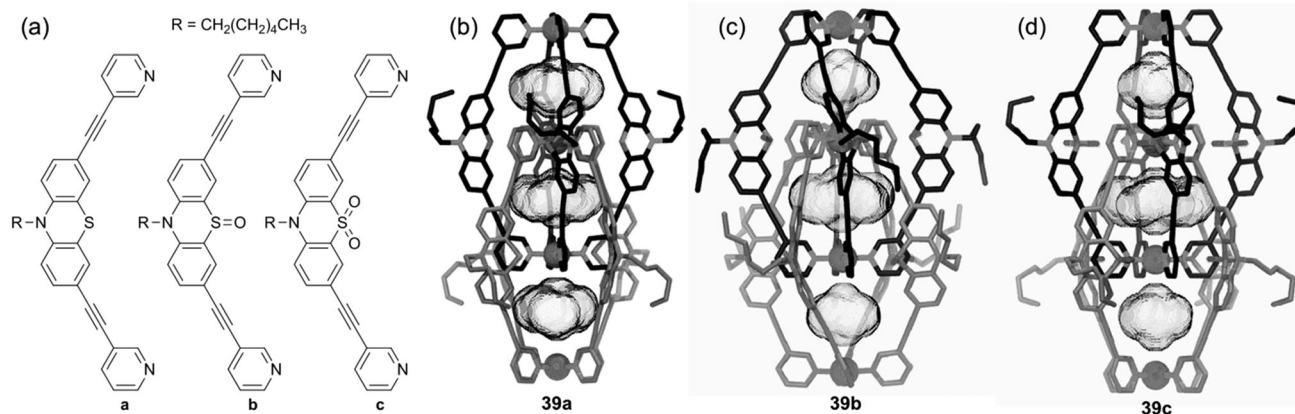 (a)
R = CH2(CH2)4CH3
N
N
N
R-N
S
R-N
S=O
R-N
S
O
O
N
N
N
a
b
c
(b)
39a
(c)
39b
(d)
39c